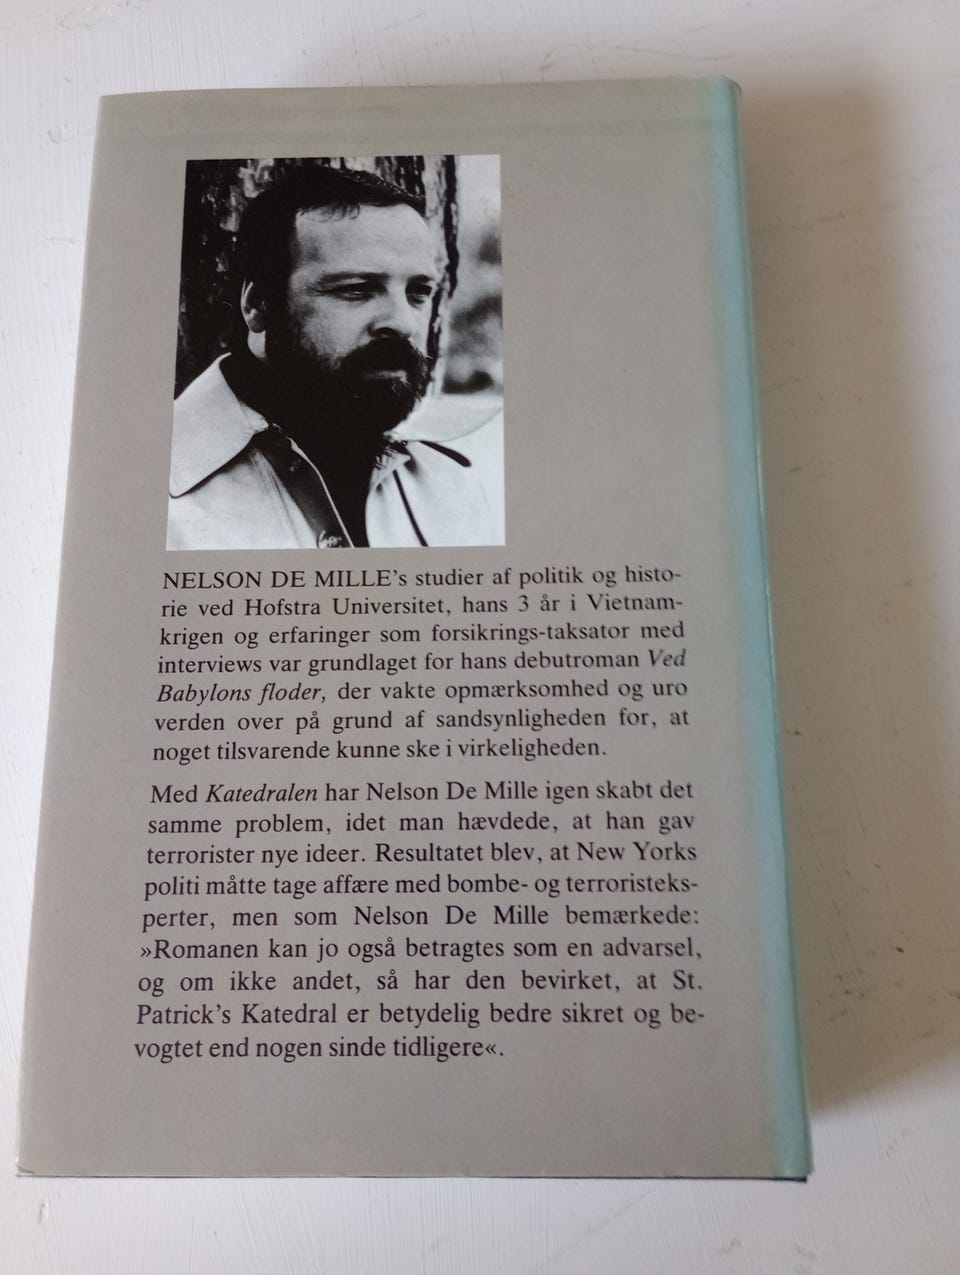 NELSON DE MILLE’s studier af politik og histo-
rie ved Hofstra Universitet, hans 3 år i Vietnam-
krigen og erfaringer som forsikrings-taksator med
interviews var grundlaget for hans debutroman Ved
Babylons floder, der vakte opmærksomhed og uro
verden over på grund af sandsynligheden for, at
noget tilsvarende kunne ske i virkeligheden.
Med Katedralen har Nelson De Mille igen skabt det
samme problem, idet man hævdede, at han gav
terrorister nye ideer. Resultatet blev, at New Yorks
politi måtte tage affære med bombe- og terroristeks-
perter, men som Nelson De Mille bemærkede:
»Romanen kan jo også betragtes som en advarsel,
og om ikke andet, så har den bevirket, at St.
Patrick’s Katedral er betydelig bedre sikret og be-
vogtet end nogen sinde tidligere«.